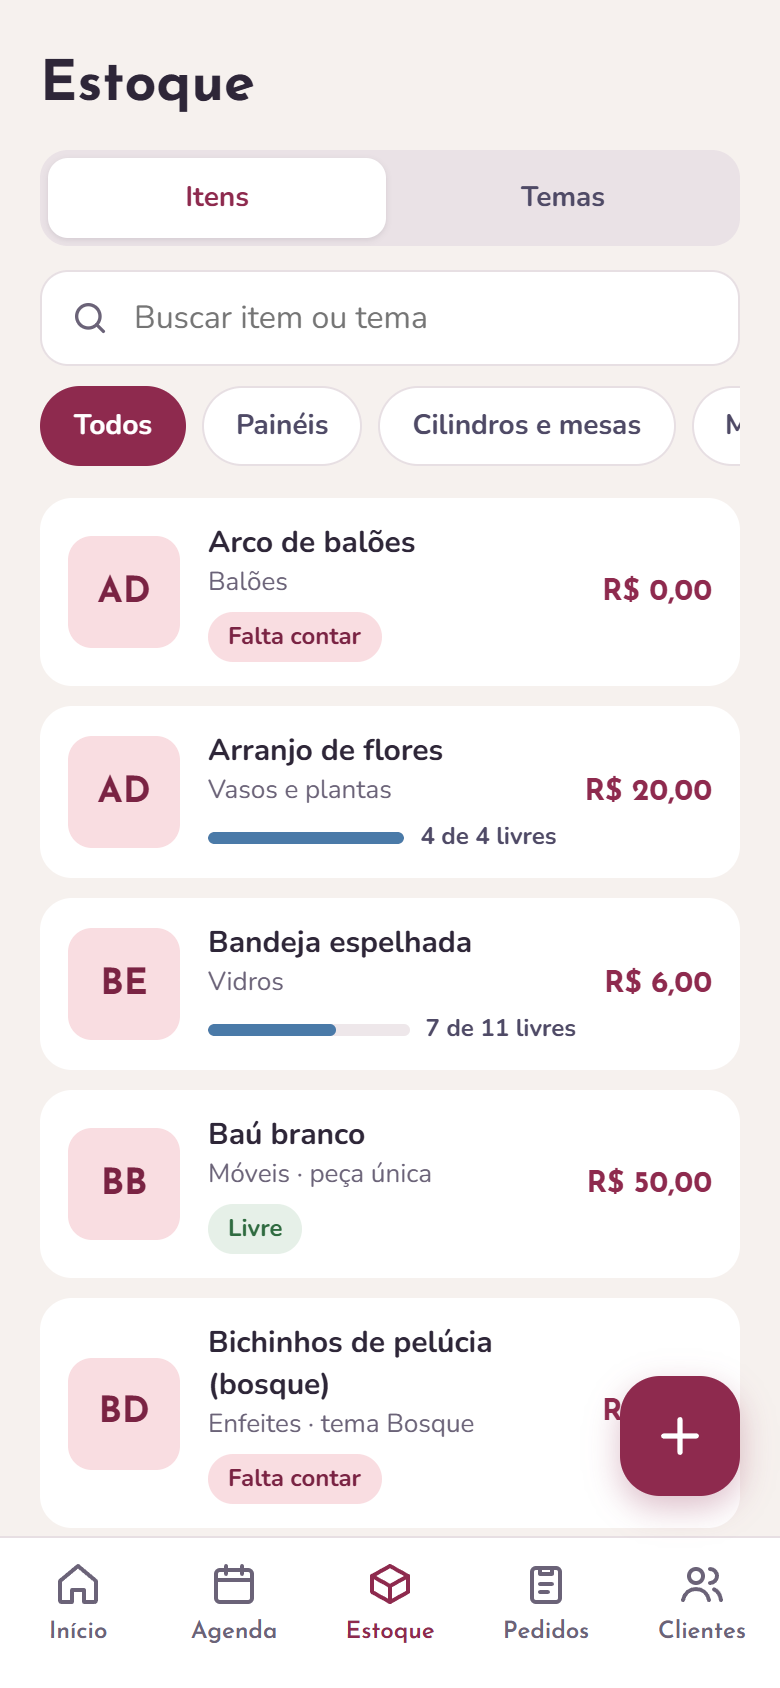 Estoque
Itens
Temas
Buscar item ou tema
Todos
Painéis
Cilindros e mesas
AD
Arco de balões
Balões
Falta contar
R$ 0,00
AD
Arranjo de flores
Vasos e plantas
4 de 4 livres
R$ 20,00
BE
Bandeja espelhada
Vidros
7 de 11 livres
R$ 6,00
BB
Baú branco
Móveis · peça única
Livre
R$ 50,00
BD
Bichinhos de pelúcia
(bosque)
Enfeites · tema Bosque
Falta contar
Início
Agenda
Estoque
Pedidos
Clientes